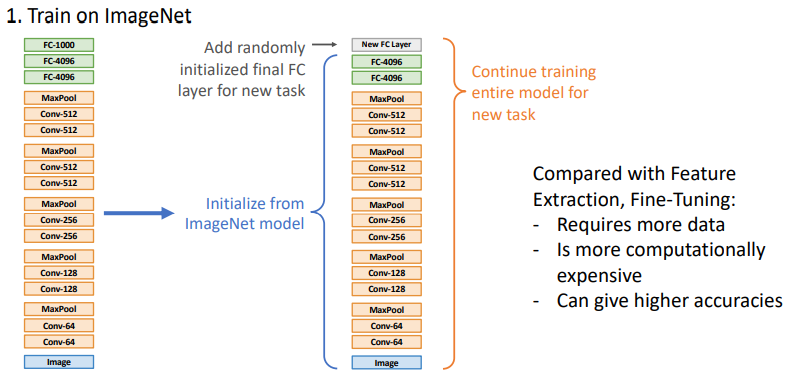 1. Train on ImageNet
FC-1000
FC-4096
FC-4096
MaxPool
Conv-512
Conv-512
MaxPool
Conv-512
Conv-512
MaxPool
Conv-256
Conv-256
MaxPool
Conv-128
Conv-128
MaxPool
Conv-64
Conv-64
Image
Add randomly
initialized final FC
layer for new task
Initialize from
ImageNet model
New FC Layer
FC-4096
FC-4096
MaxPool
Conv-512
Conv-512
MaxPool
Conv-512
Conv-512
MaxPool
Conv-256
Conv-256
MaxPool
Conv-128
Conv-128
MaxPool
Conv-64
Conv-64
Image
Continue training
entire model for
new task
Compared with Feature
Extraction, Fine-Tuning:
- Requires more data
- Is more computationally
expensive
- Can give higher accuracies